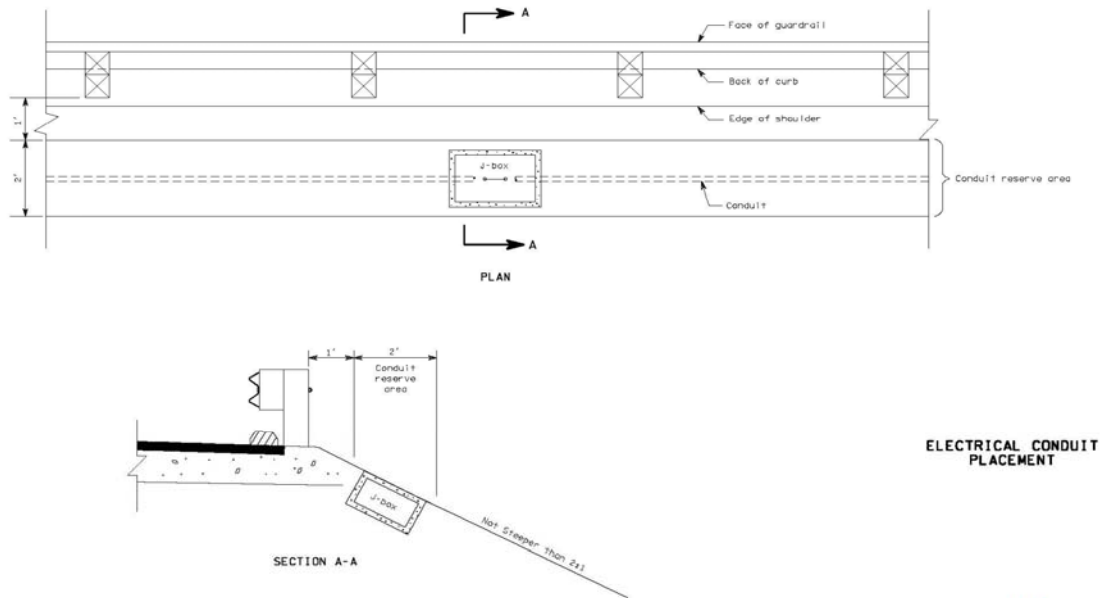 A
Face of guardrail
Back of curb
1'
Edge of shoulder
2'
J-box
Conduit reserve area
Conduit
A
PLAN
1'
2'
Conduit
reserve
area
ELECTRICAL CONDUIT
PLACEMENT
J-box
Not Steeper than 2:1
SECTION A-A